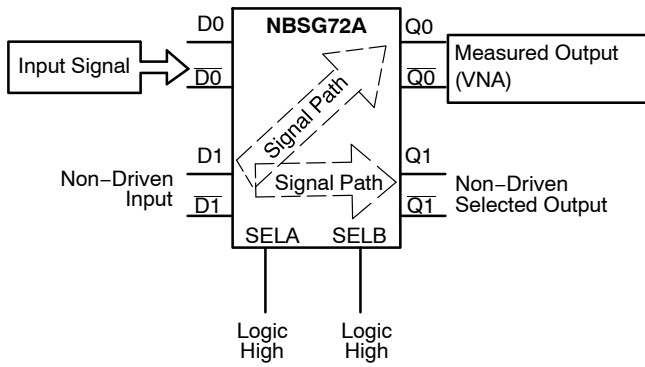 D0
NBSG72A
Q0
Input Signal
D0
Q0
Measured Output
(VNA)
Signal Path
D1
Q1
Non−Driven
Input
Signal Path
Non−Driven
Selected Output
D1
Q1
SELA
SELB
Logic
High
Logic
High